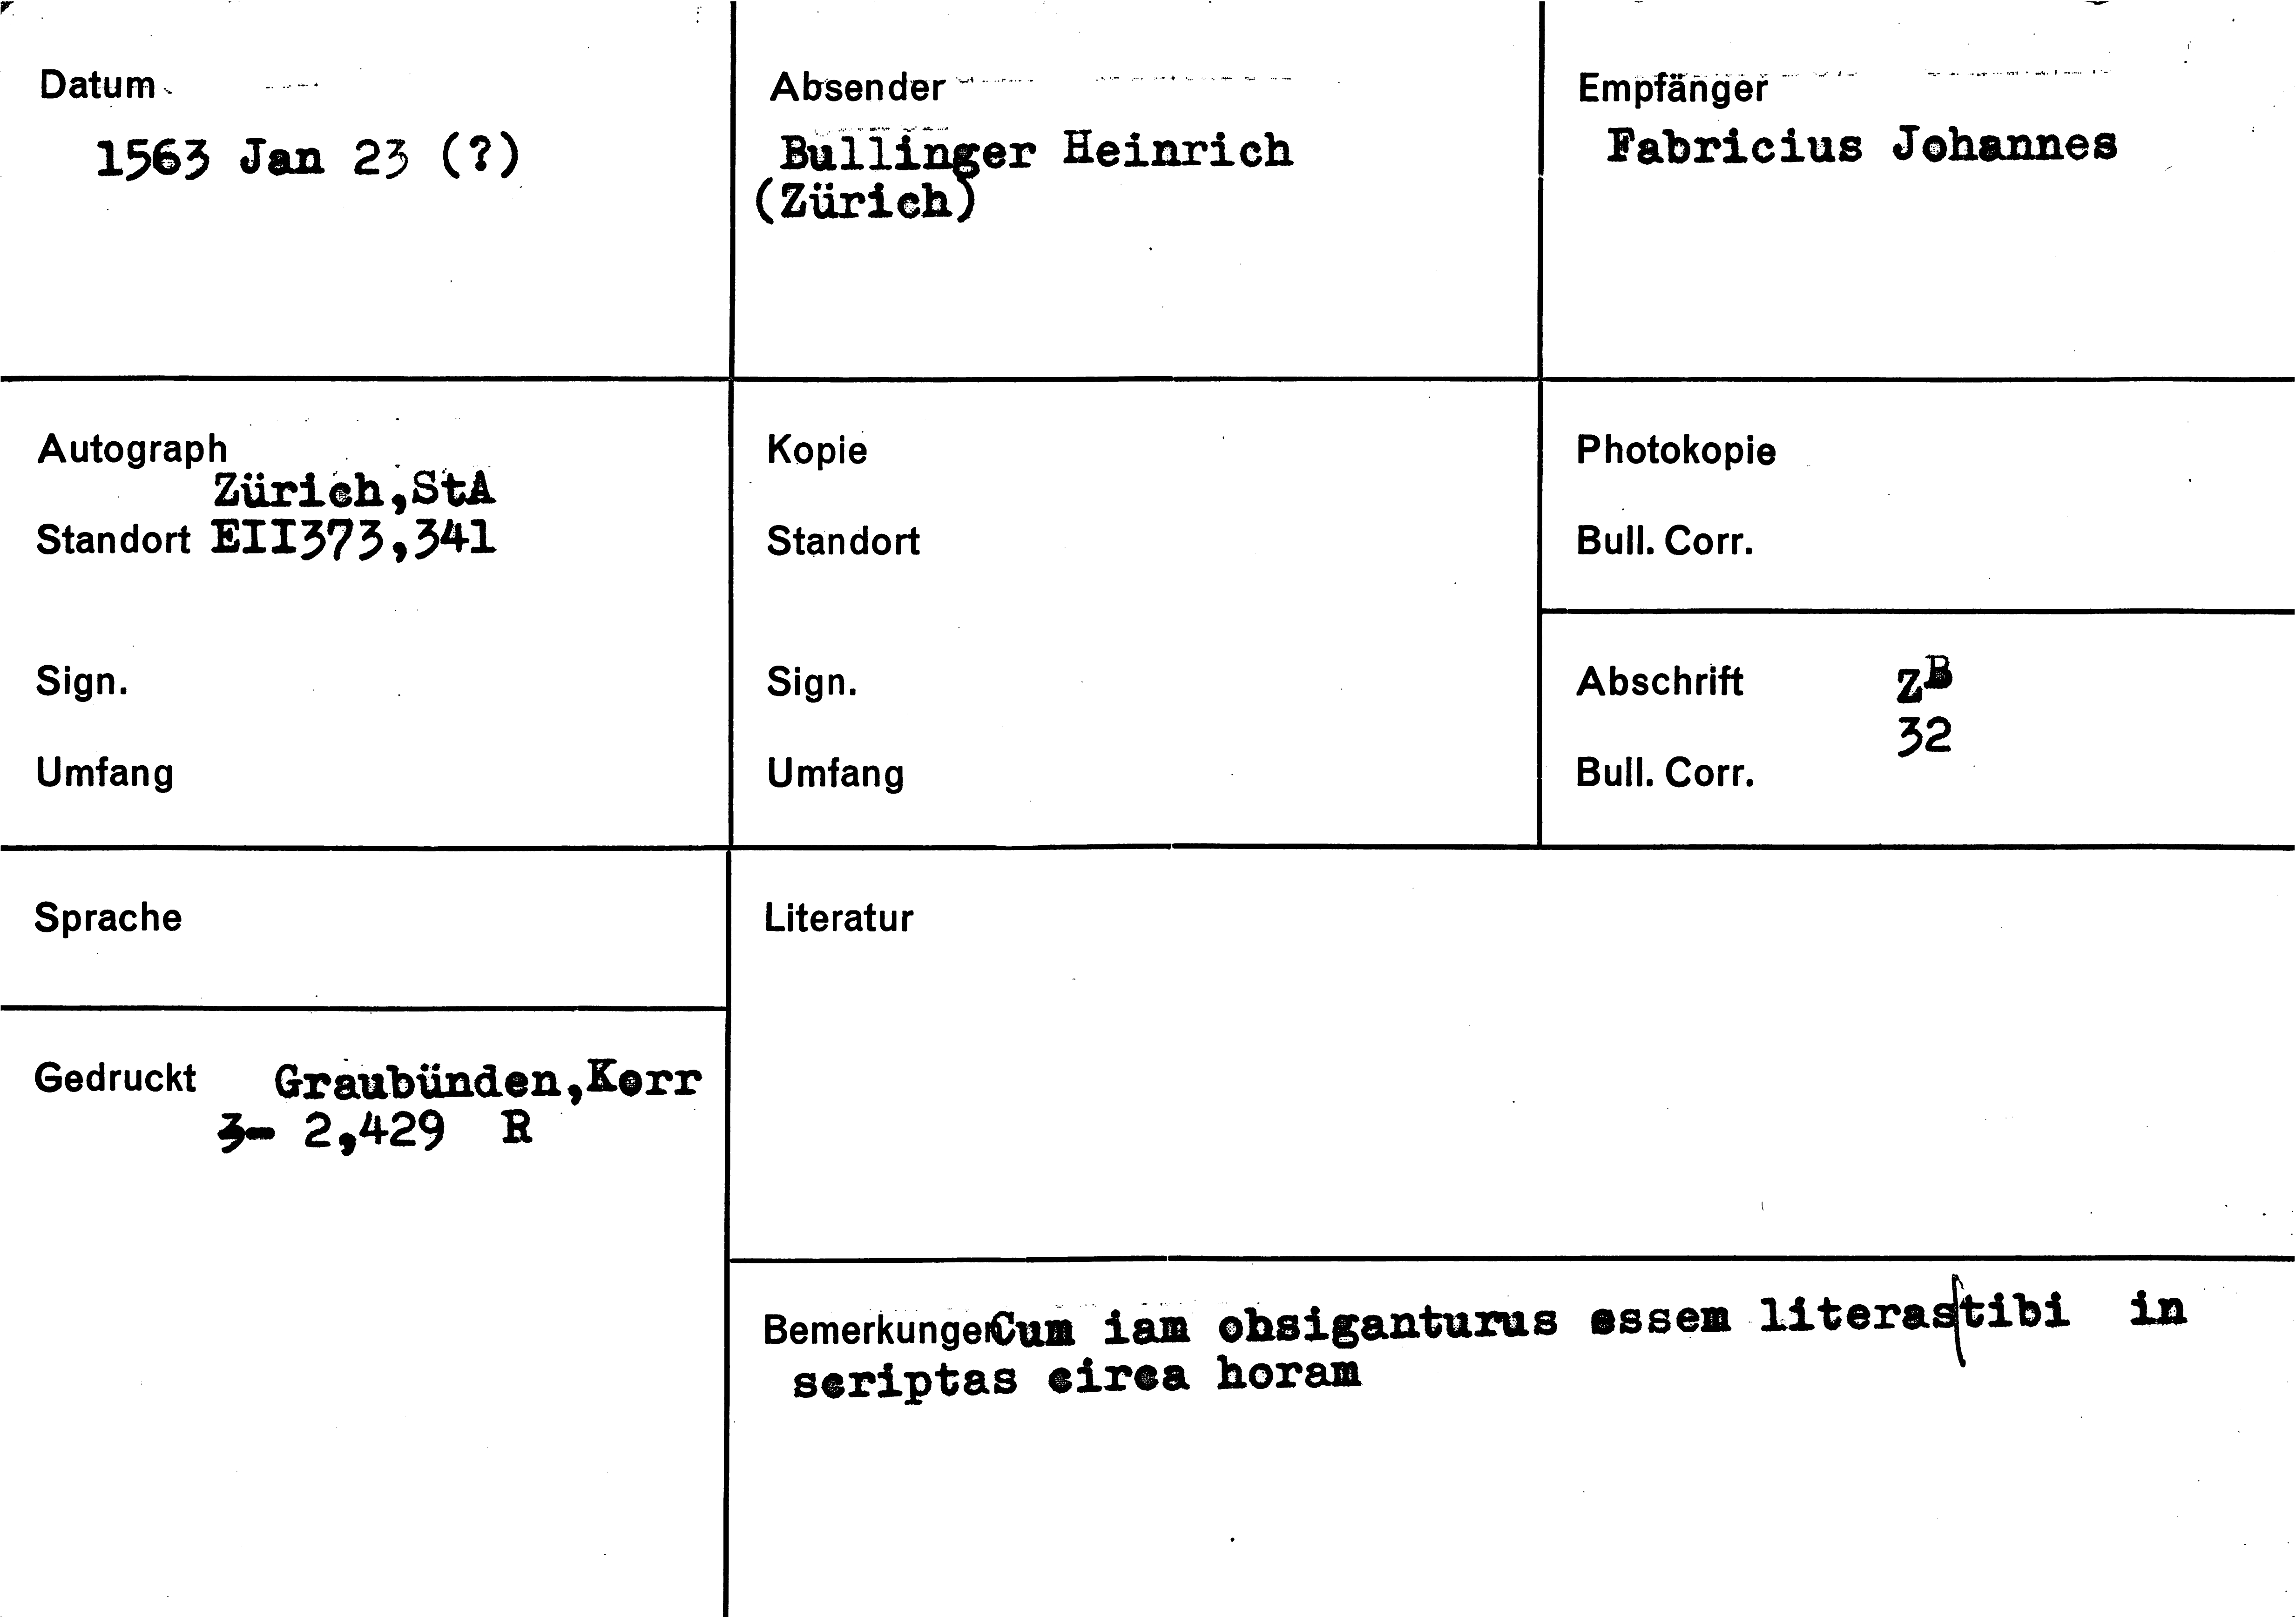 Datum
1563 Jan 23 (?)
Absender
Bullinger Heinrich
(Zürich)
Empfänger
Fabricius Johannes
Autograph
Zürich,StA
Standort EII373,341
Sign.
Umfang
Kopie
Standort
Sign.
Umfang
Photokopie
Bull. Corr.
Abschrift ZB
32
Bull. Corr.
Sprache
Gedruckt Graubünden,Korr
3- 2,429 R
Literatur
Bemerkungen Cum iam obsiganturus essem literas tibi in
scriptas circa horam